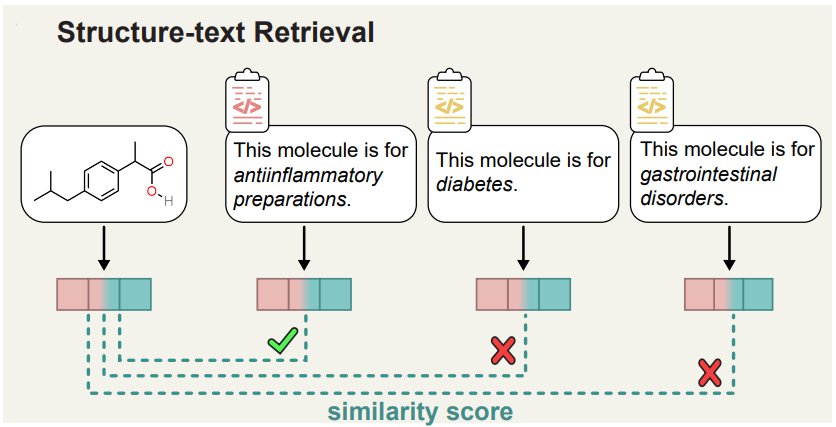 Structure-text Retrieval
O
O
H
</>
This molecule is for
antiinflammatory
preparations.
</>
This molecule is for
diabetes.
</>
This molecule is for
gastrointestinal
disorders.
similarity score